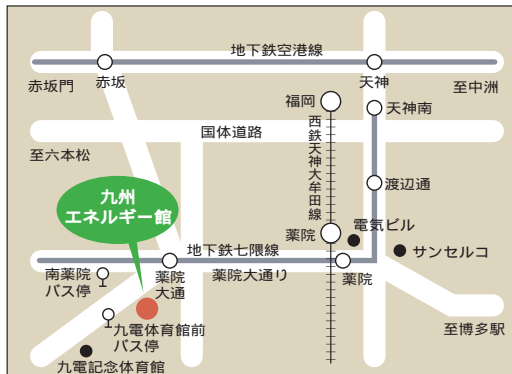 地下鉄空港線
赤坂門
赤坂
天神
至中洲
福岡
天神南
国体道路
西鉄天神大牟田線
至六本松
渡辺通
九州
エネルギー館
電気ビル
薬院
サンセルコ
地下鉄七隈線
南薬院
バス停
薬院
大通
薬院大通り
薬院
九電体育館前
バス停
至博多駅
九電記念体育館